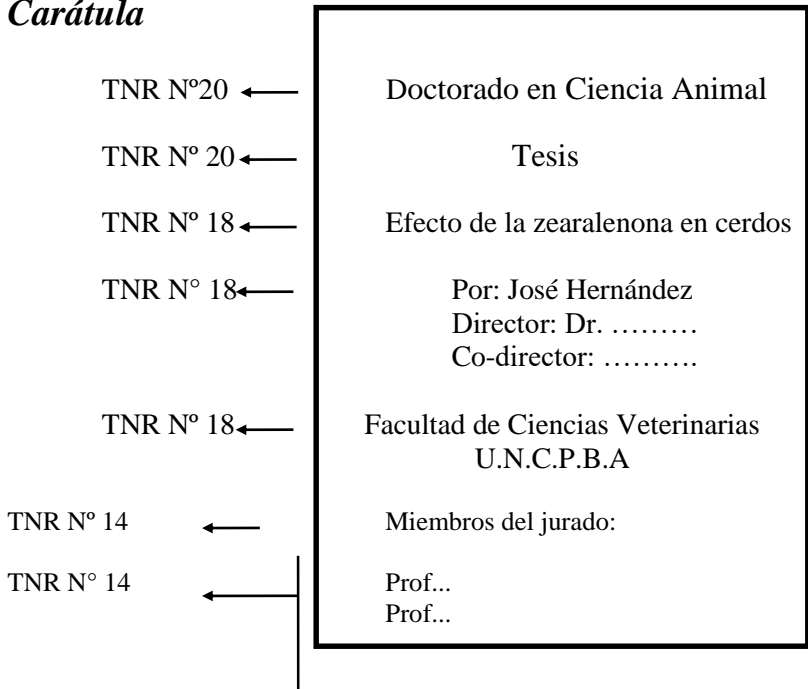 Carátula
TNR Nº20 Doctorado en Ciencia Animal
TNR Nº 20 Tesis
TNR Nº 18 Efecto de la zearalenona en cerdos
TNR N° 18 Por: José Hernández
Director: Dr. ………
Co-director: ……….
TNR Nº 18 Facultad de Ciencias Veterinarias
U.N.C.P.B.A
TNR Nº 14 Miembros del jurado:
TNR N° 14 Prof...
Prof...